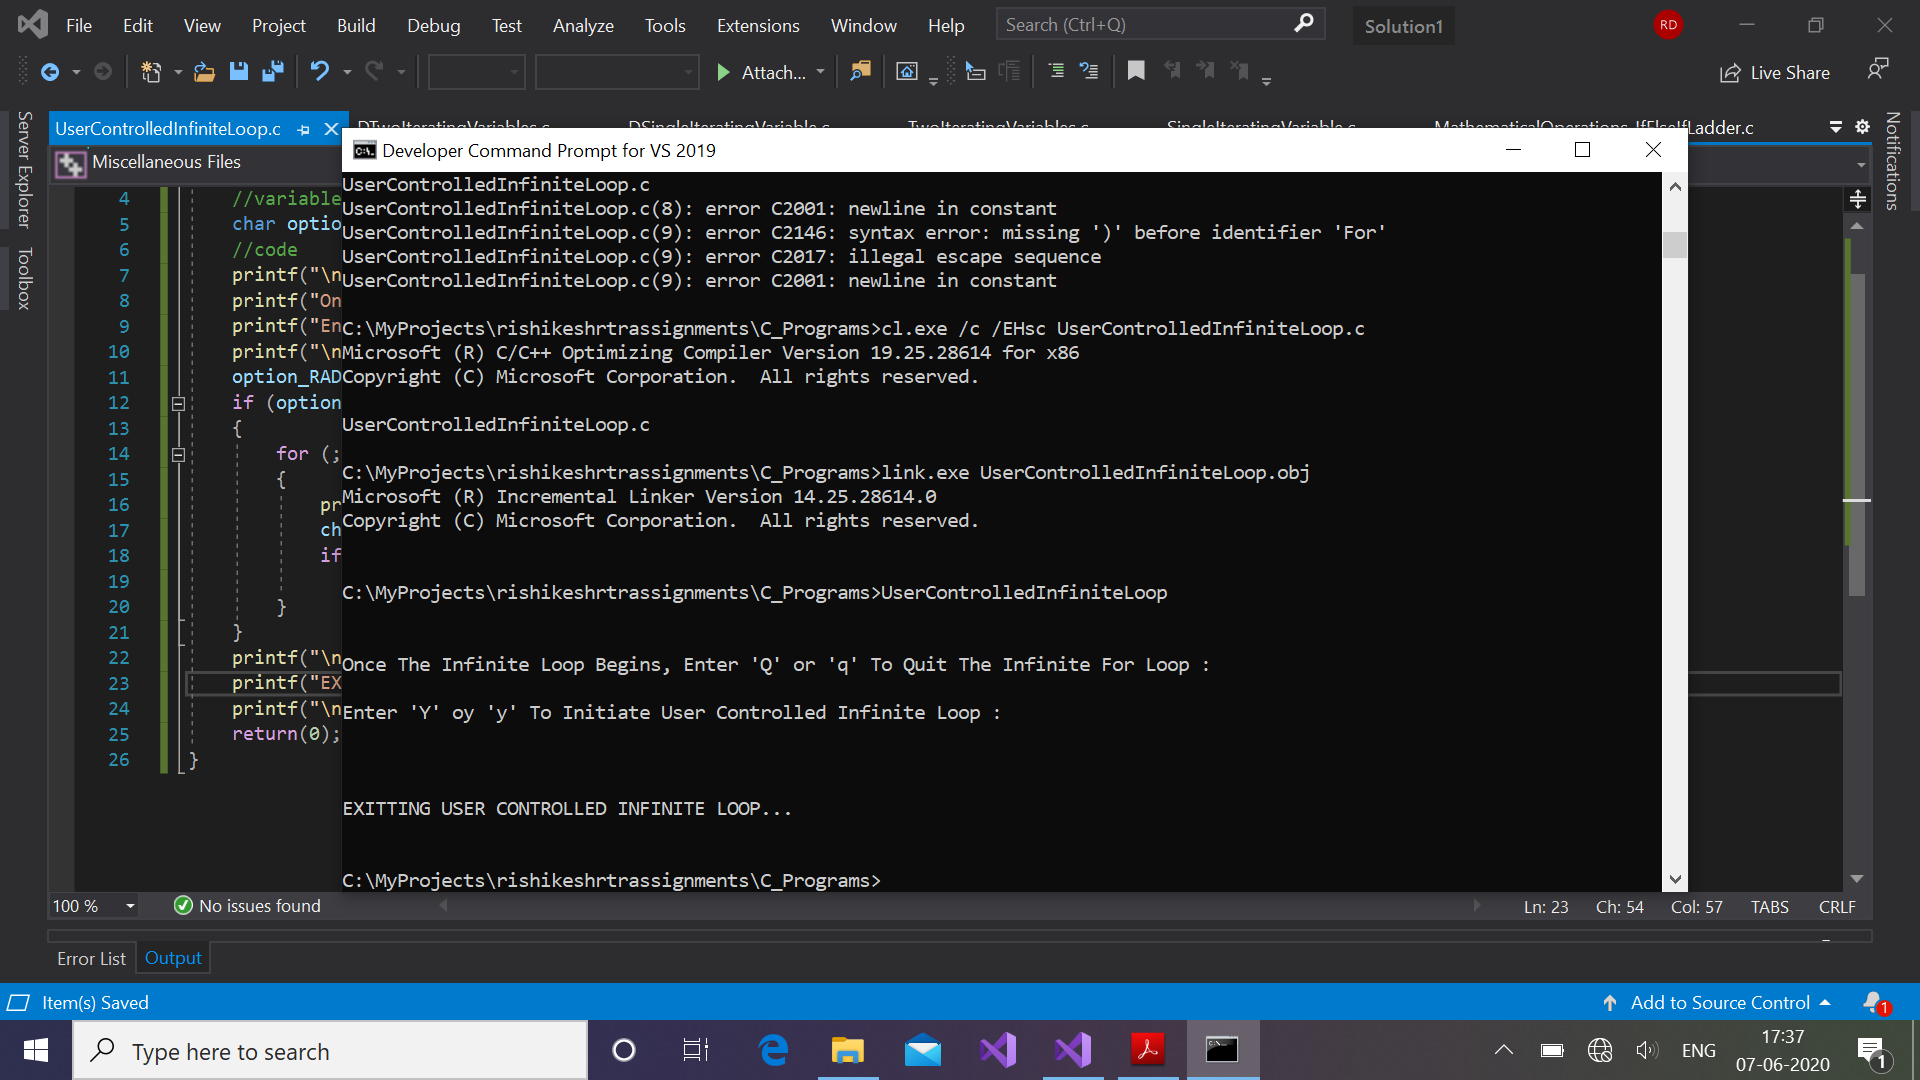 File Edit View Project Build Debug Test Analyze Tools Extensions Window Help Search (Ctrl+Q) Solution1 RD
Attach... Live Share
Server Explorer
Toolbox
Notifications
UserControlledInfiniteLoop.c DTwoIteratingVariables.c DSingleIteratingVariable.c TwoIteratingVariables.c SingleIteratingVariable.c MathematicalOperations_IfElseIfLadder.c
Miscellaneous Files
4 //variable
5 char optio
6 //code
7 printf("\n
8 printf("On
9 printf("En
10 printf("\n
11 option_RAD
12 if (option
13 {
14 for (;
15 {
16 pr
17 ch
18 if
19
20 }
21 }
22 printf("\n
23 printf("EX
24 printf("\n
25 return(0);
26 }
Developer Command Prompt for VS 2019
UserControlledInfiniteLoop.c
UserControlledInfiniteLoop.c(8): error C2001: newline in constant
UserControlledInfiniteLoop.c(9): error C2146: syntax error: missing ')' before identifier 'For'
UserControlledInfiniteLoop.c(9): error C2017: illegal escape sequence
UserControlledInfiniteLoop.c(9): error C2001: newline in constant
C:\MyProjects\rishikeshrtrassignments\C_Programs>cl.exe /c /EHsc UserControlledInfiniteLoop.c
Microsoft (R) C/C++ Optimizing Compiler Version 19.25.28614 for x86
Copyright (C) Microsoft Corporation.  All rights reserved.
UserControlledInfiniteLoop.c
C:\MyProjects\rishikeshrtrassignments\C_Programs>link.exe UserControlledInfiniteLoop.obj
Microsoft (R) Incremental Linker Version 14.25.28614.0
Copyright (C) Microsoft Corporation.  All rights reserved.
C:\MyProjects\rishikeshrtrassignments\C_Programs>UserControlledInfiniteLoop
Once The Infinite Loop Begins, Enter 'Q' or 'q' To Quit The Infinite For Loop :
Enter 'Y' oy 'y' To Initiate User Controlled Infinite Loop :
EXITTING USER CONTROLLED INFINITE LOOP...
C:\MyProjects\rishikeshrtrassignments\C_Programs>
100 % No issues found Ln: 23 Ch: 54 Col: 57 TABS CRLF
Error List Output
Item(s) Saved Add to Source Control 1
Type here to search ENG 17:37
07-06-2020 1